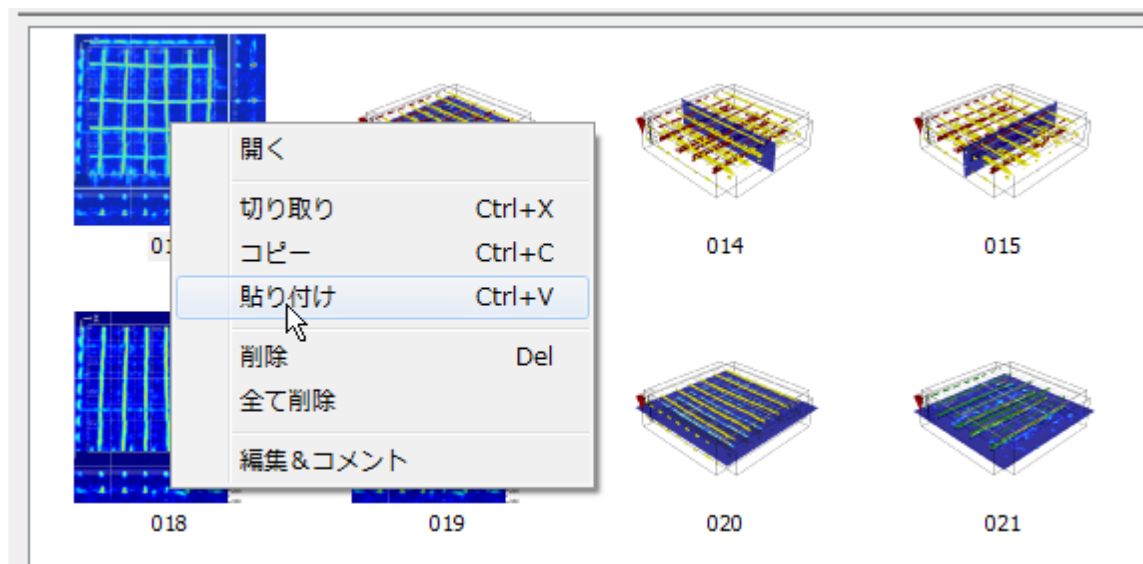 開く
切り取り Ctrl+X
コピー Ctrl+C
貼り付け Ctrl+V
削除 Del
全て削除
編集&コメント
014
015
018
019
020
021